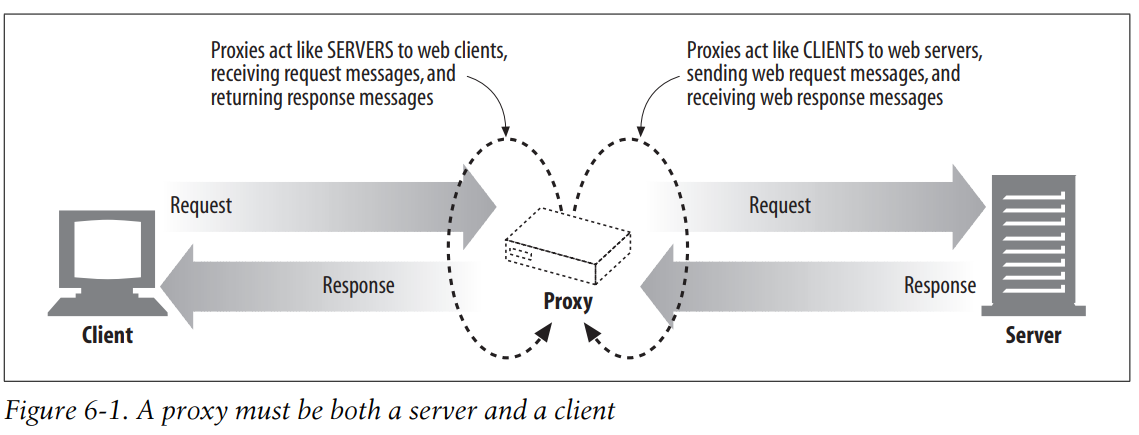 Proxies act like SERVERS to web clients,
receiving request messages, and
returning response messages
Proxies act like CLIENTS to web servers,
sending web request messages, and
receiving web response messages
Request
Request
Response
Response
Proxy
Client
Server
Figure 6-1. A proxy must be both a server and a client